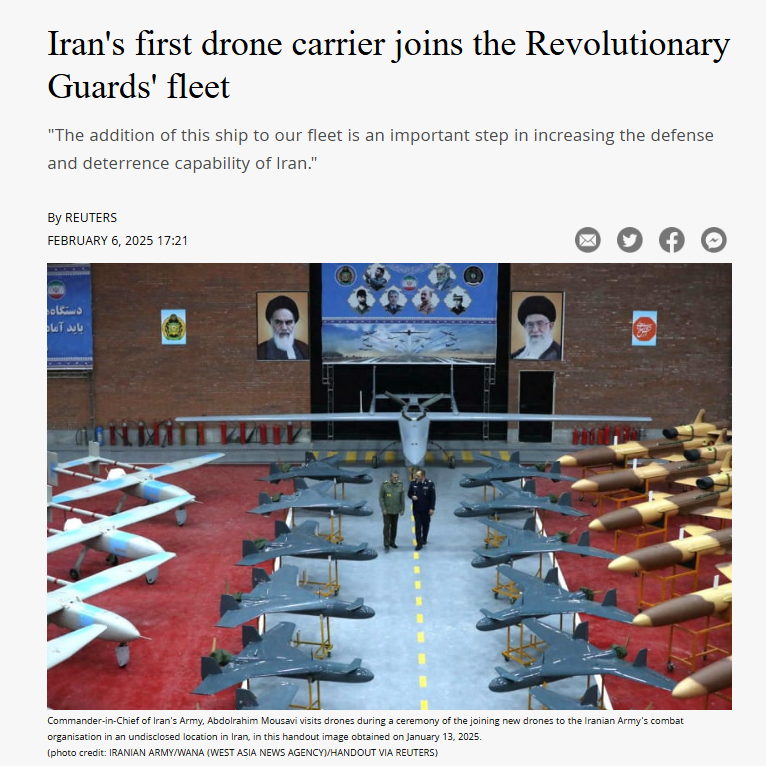 Iran's first drone carrier joins the Revolutionary
Guards' fleet
"The addition of this ship to our fleet is an important step in increasing the defense
and deterrence capability of Iran."
By REUTERS
FEBRUARY 6, 2025 17:21
دستگاه
باید آماد
Commander-in-Chief of Iran's Army, Abdolrahim Mousavi visits drones during a ceremony of the joining new drones to the Iranian Army's combat
organisation in an undisclosed location in Iran, in this handout image obtained on January 13, 2025.
(photo credit: IRANIAN ARMY/WANA (WEST ASIA NEWS AGENCY)/HANDOUT VIA REUTERS)